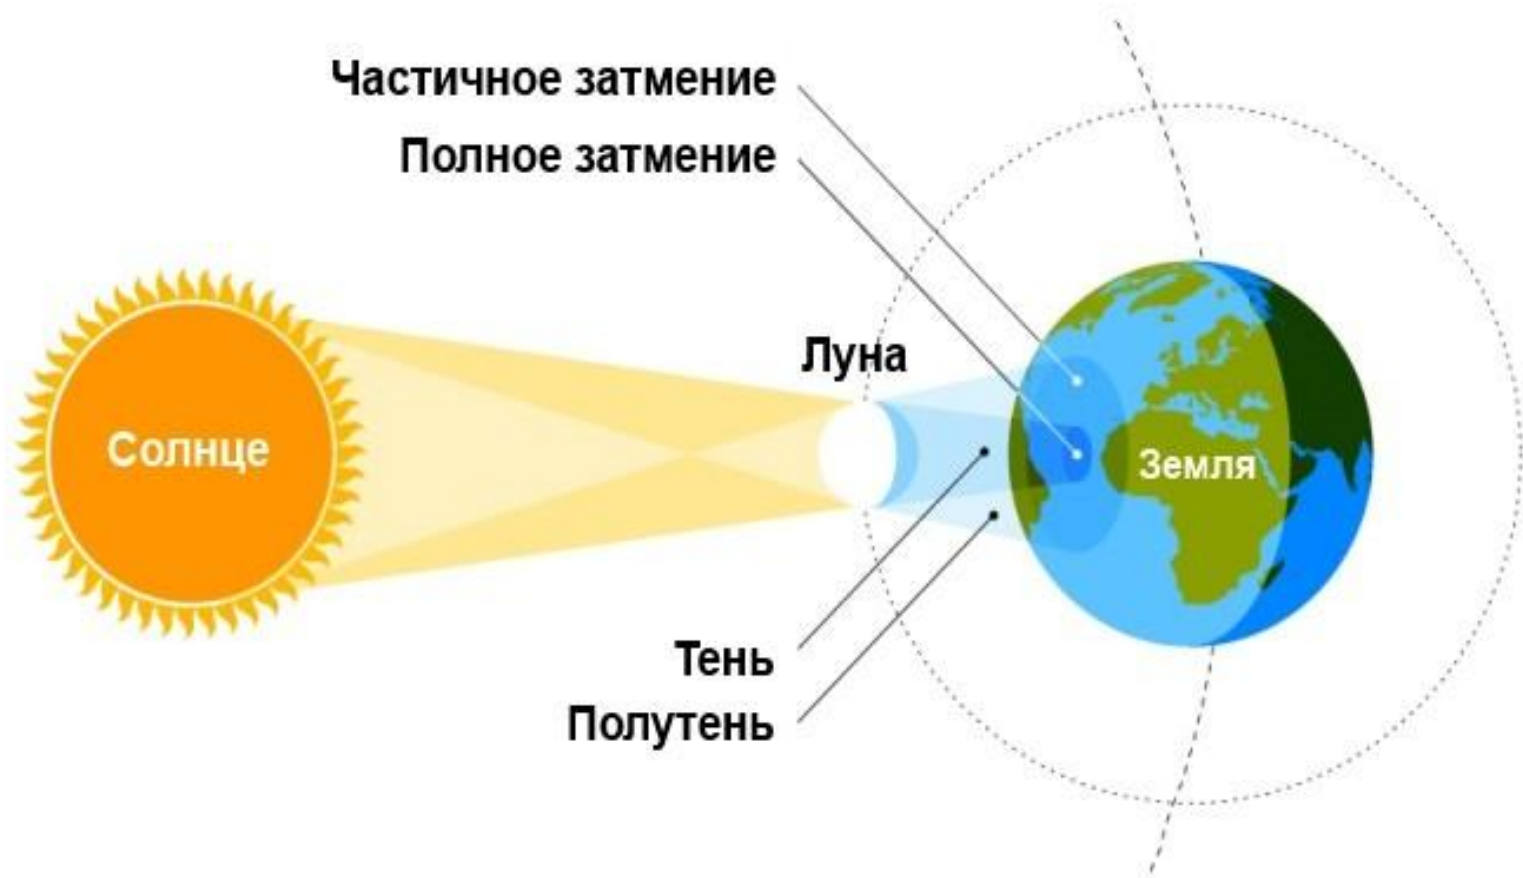 Частичное затмение
Полное затмение
Луна
Солнце
Земля
Тень
Полутень